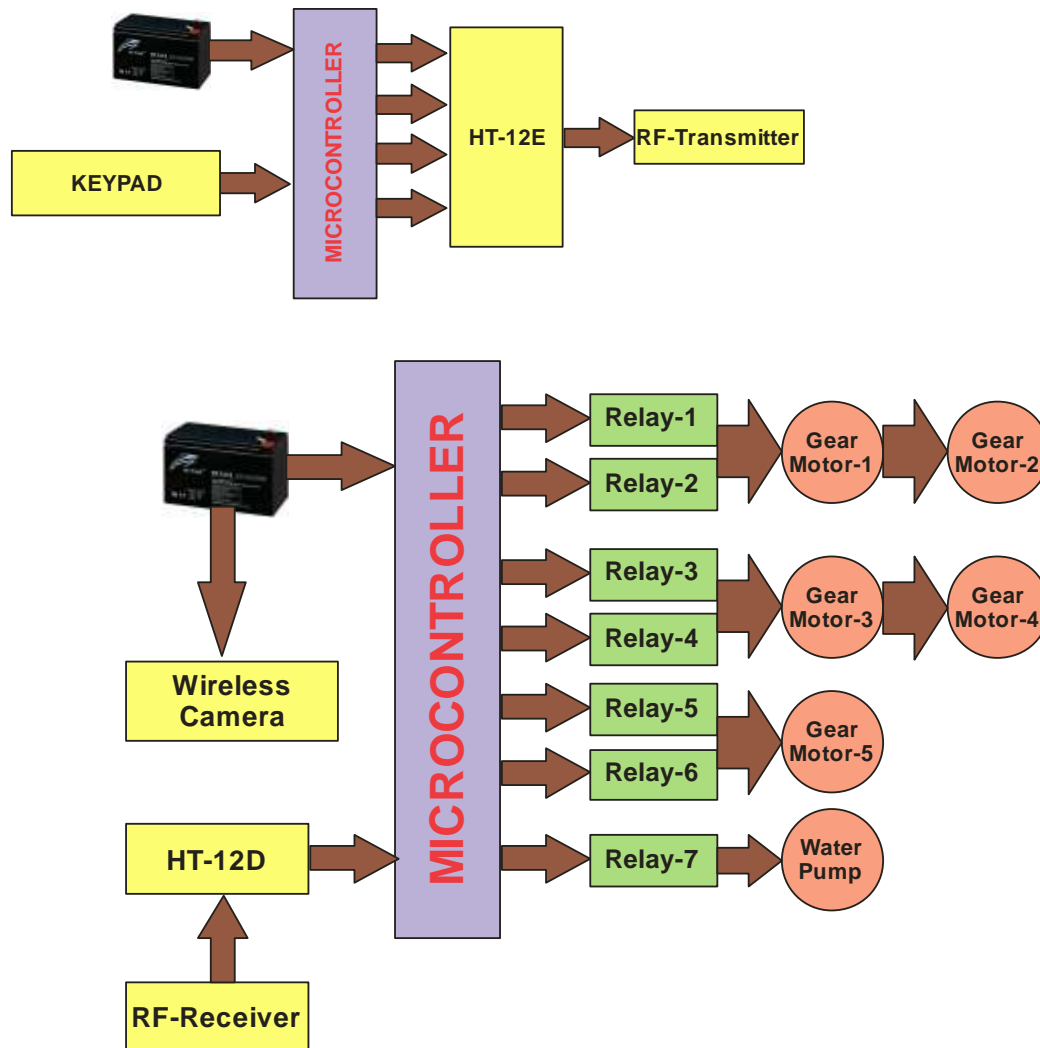 KEYPAD
MICROCONTROLLER
HT-12E
RF-Transmitter
MICROCONTROLLER
Relay-1
Relay-2
Gear
Motor-1
Gear
Motor-2
Relay-3
Relay-4
Gear
Motor-3
Gear
Motor-4
Wireless
Camera
Relay-5
Relay-6
Gear
Motor-5
HT-12D
Relay-7
Water
Pump
RF-Receiver